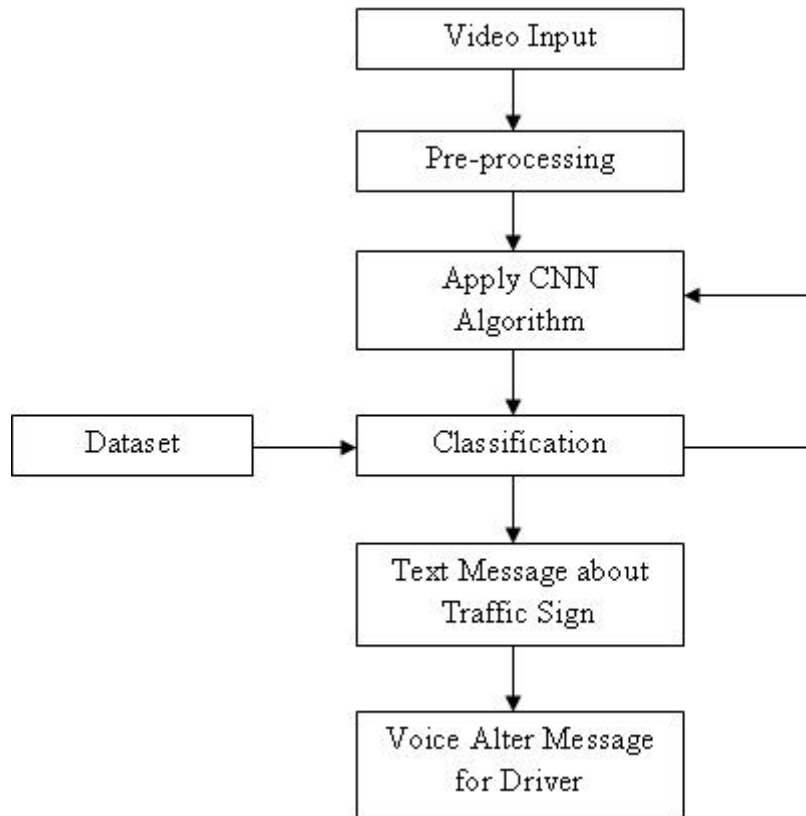 Video Input
Pre-processing
Apply CNN
Algorithm
Dataset
Classification
Text Message about
Traffic Sign
Voice Alter Message
for Driver